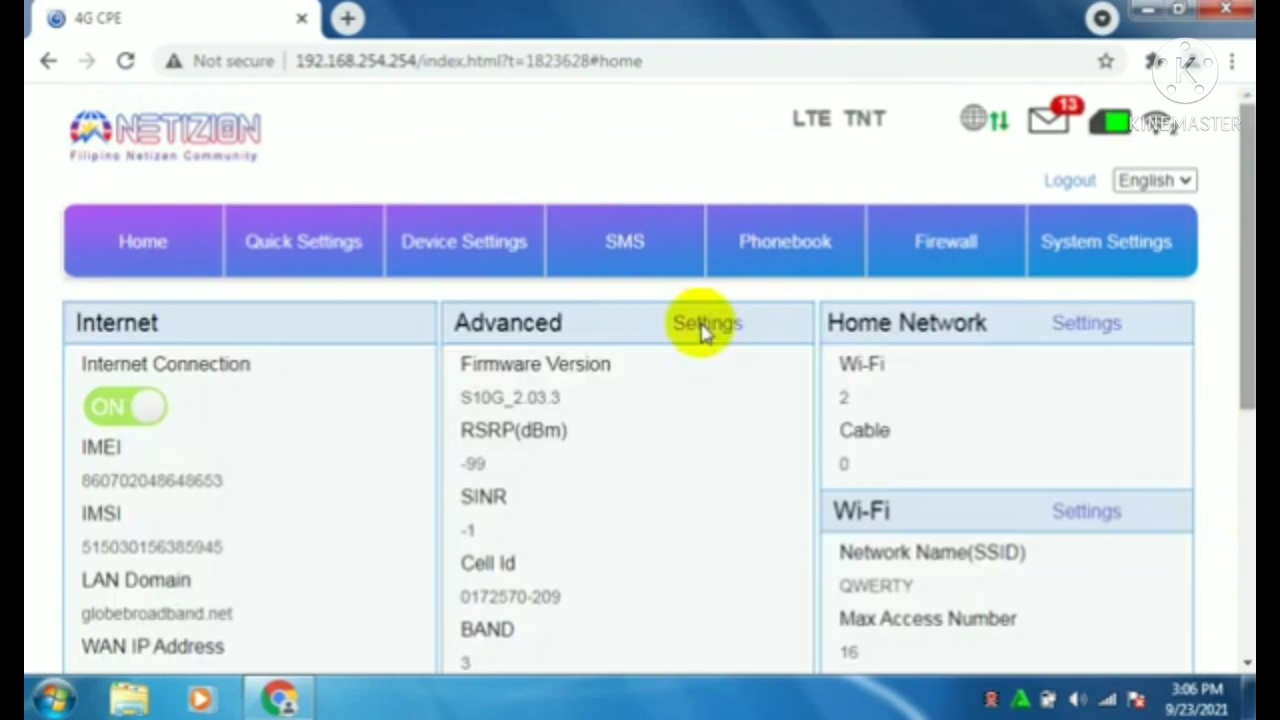 4G CPE
Not secure
192.168.254.254/index.html?t=1823628#home
KINEMASTER
NETIZION
Filipino Netizen Community
LTE TNT
13
Logout
English
Home
Quick Settings
Device Settings
SMS
Phonebook
Firewall
System Settings
Internet
Internet Connection
ON
IMEI
860702048648653
IMSI
515030156385945
LAN Domain
globebroadband.net
WAN IP Address
Advanced
Settings
Firmware Version
S10G_2.03.3
RSRP(dBm)
-99
SINR
-1
Cell Id
0172570-209
BAND
3
Home Network
Settings
Wi-Fi
2
Cable
0
Wi-Fi
Settings
Network Name(SSID)
QWERTY
Max Access Number
16
3:06 PM
9/23/2021